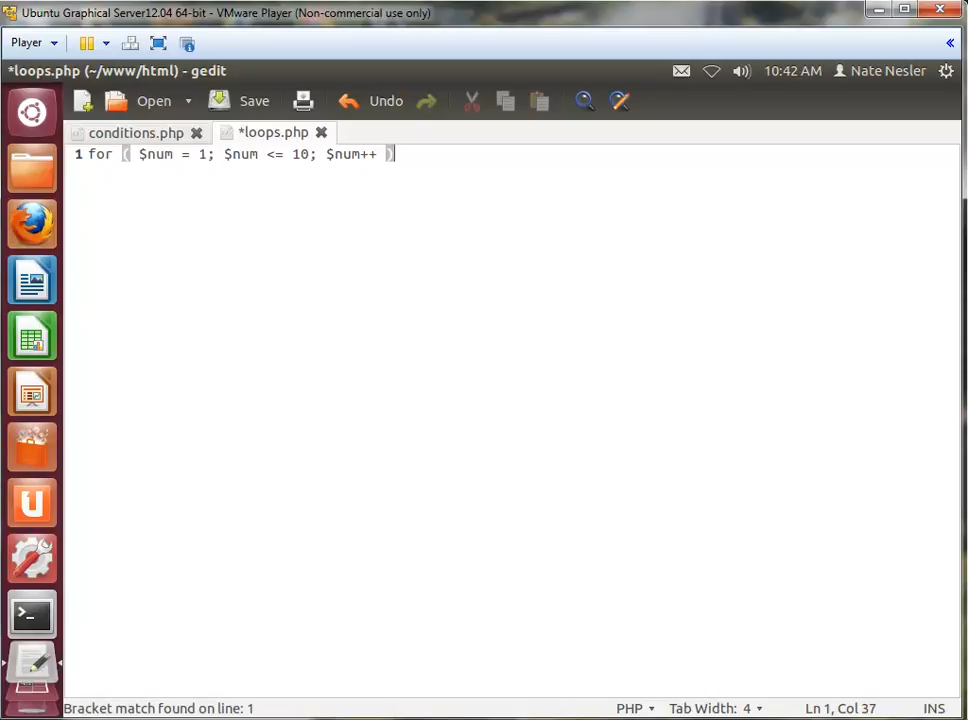 Ubuntu Graphical Server12.04 64-bit - VMware Player (Non-commercial use only)
Player
*loops.php (~/www/html) - gedit
10:42 AM
Nate Nesler
Open
Save
Undo
conditions.php
*loops.php
1 for ( $num = 1; $num <= 10; $num++ )
Bracket match found on line: 1
PHP
Tab Width: 4
Ln 1, Col 37
INS